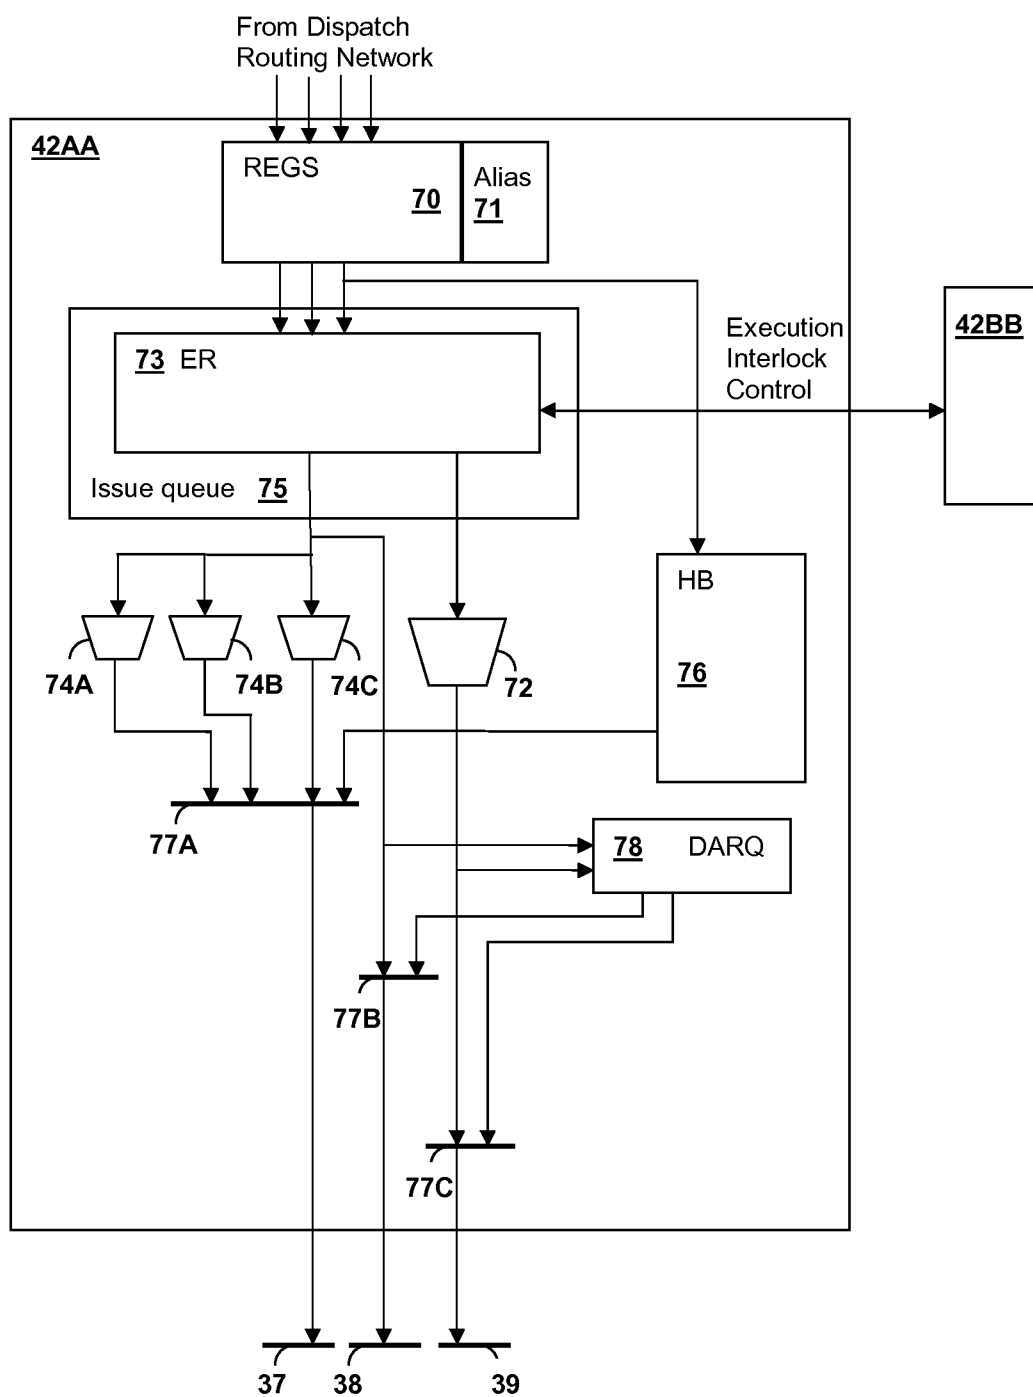 From Dispatch
Routing Network
42AA
REGS
70
Alias
71
73 ER
Issue queue 75
Execution
Interlock
Control
42BB
HB
76
74A
74B
74C
72
77A
78 DARQ
77B
77C
37
38
39